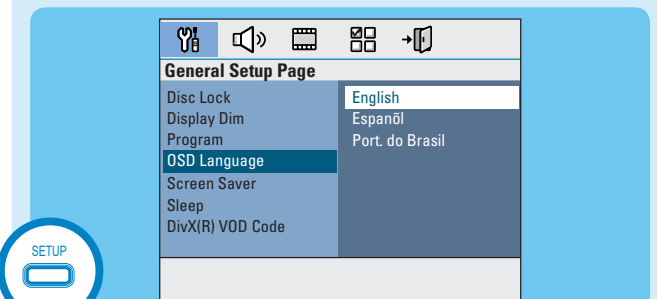 General Setup Page
Disc Lock
Display Dim
Program
OSD Language
Screen Saver
Sleep
DivX(R) VOD Code
English
Espanõl
Port. do Brasil
SETUP